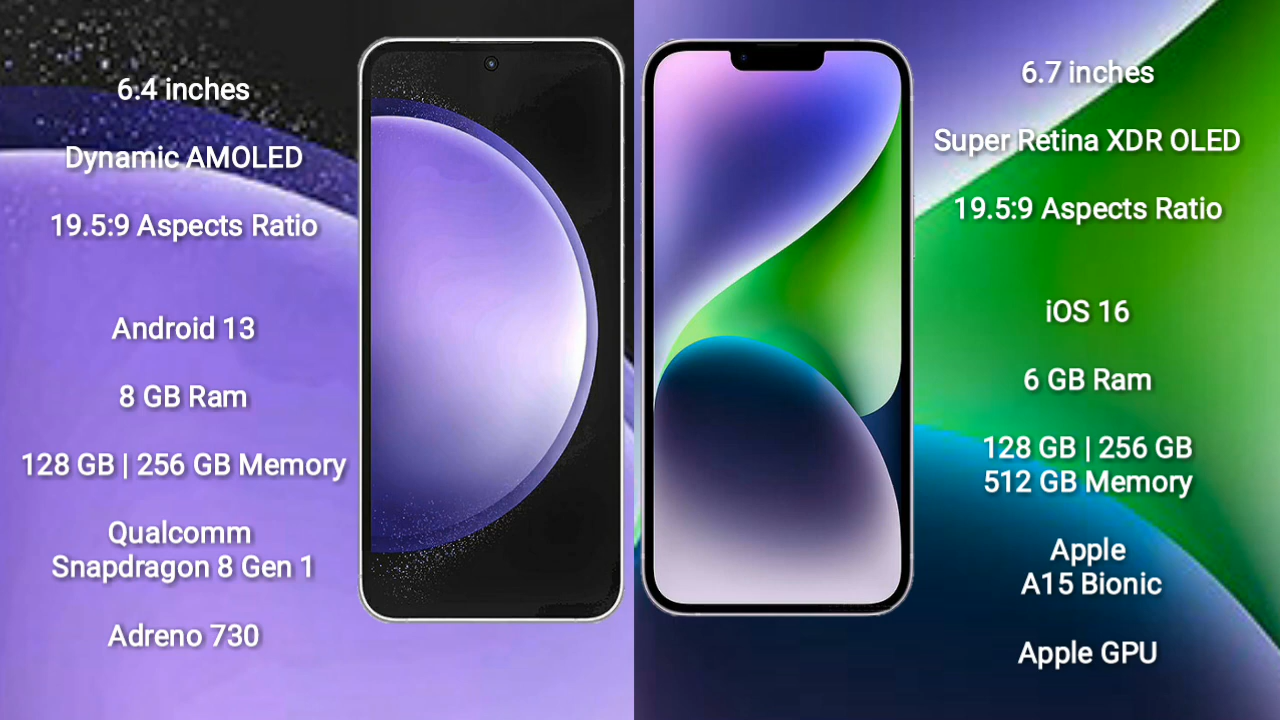 6.4 inches
Dynamic AMOLED
19.5:9 Aspects Ratio
Android 13
8 GB Ram
128 GB | 256 GB Memory
Qualcomm
Snapdragon 8 Gen 1
Adreno 730
6.7 inches
Super Retina XDR OLED
19.5:9 Aspects Ratio
iOS 16
6 GB Ram
128 GB | 256 GB
512 GB Memory
Apple
A15 Bionic
Apple GPU